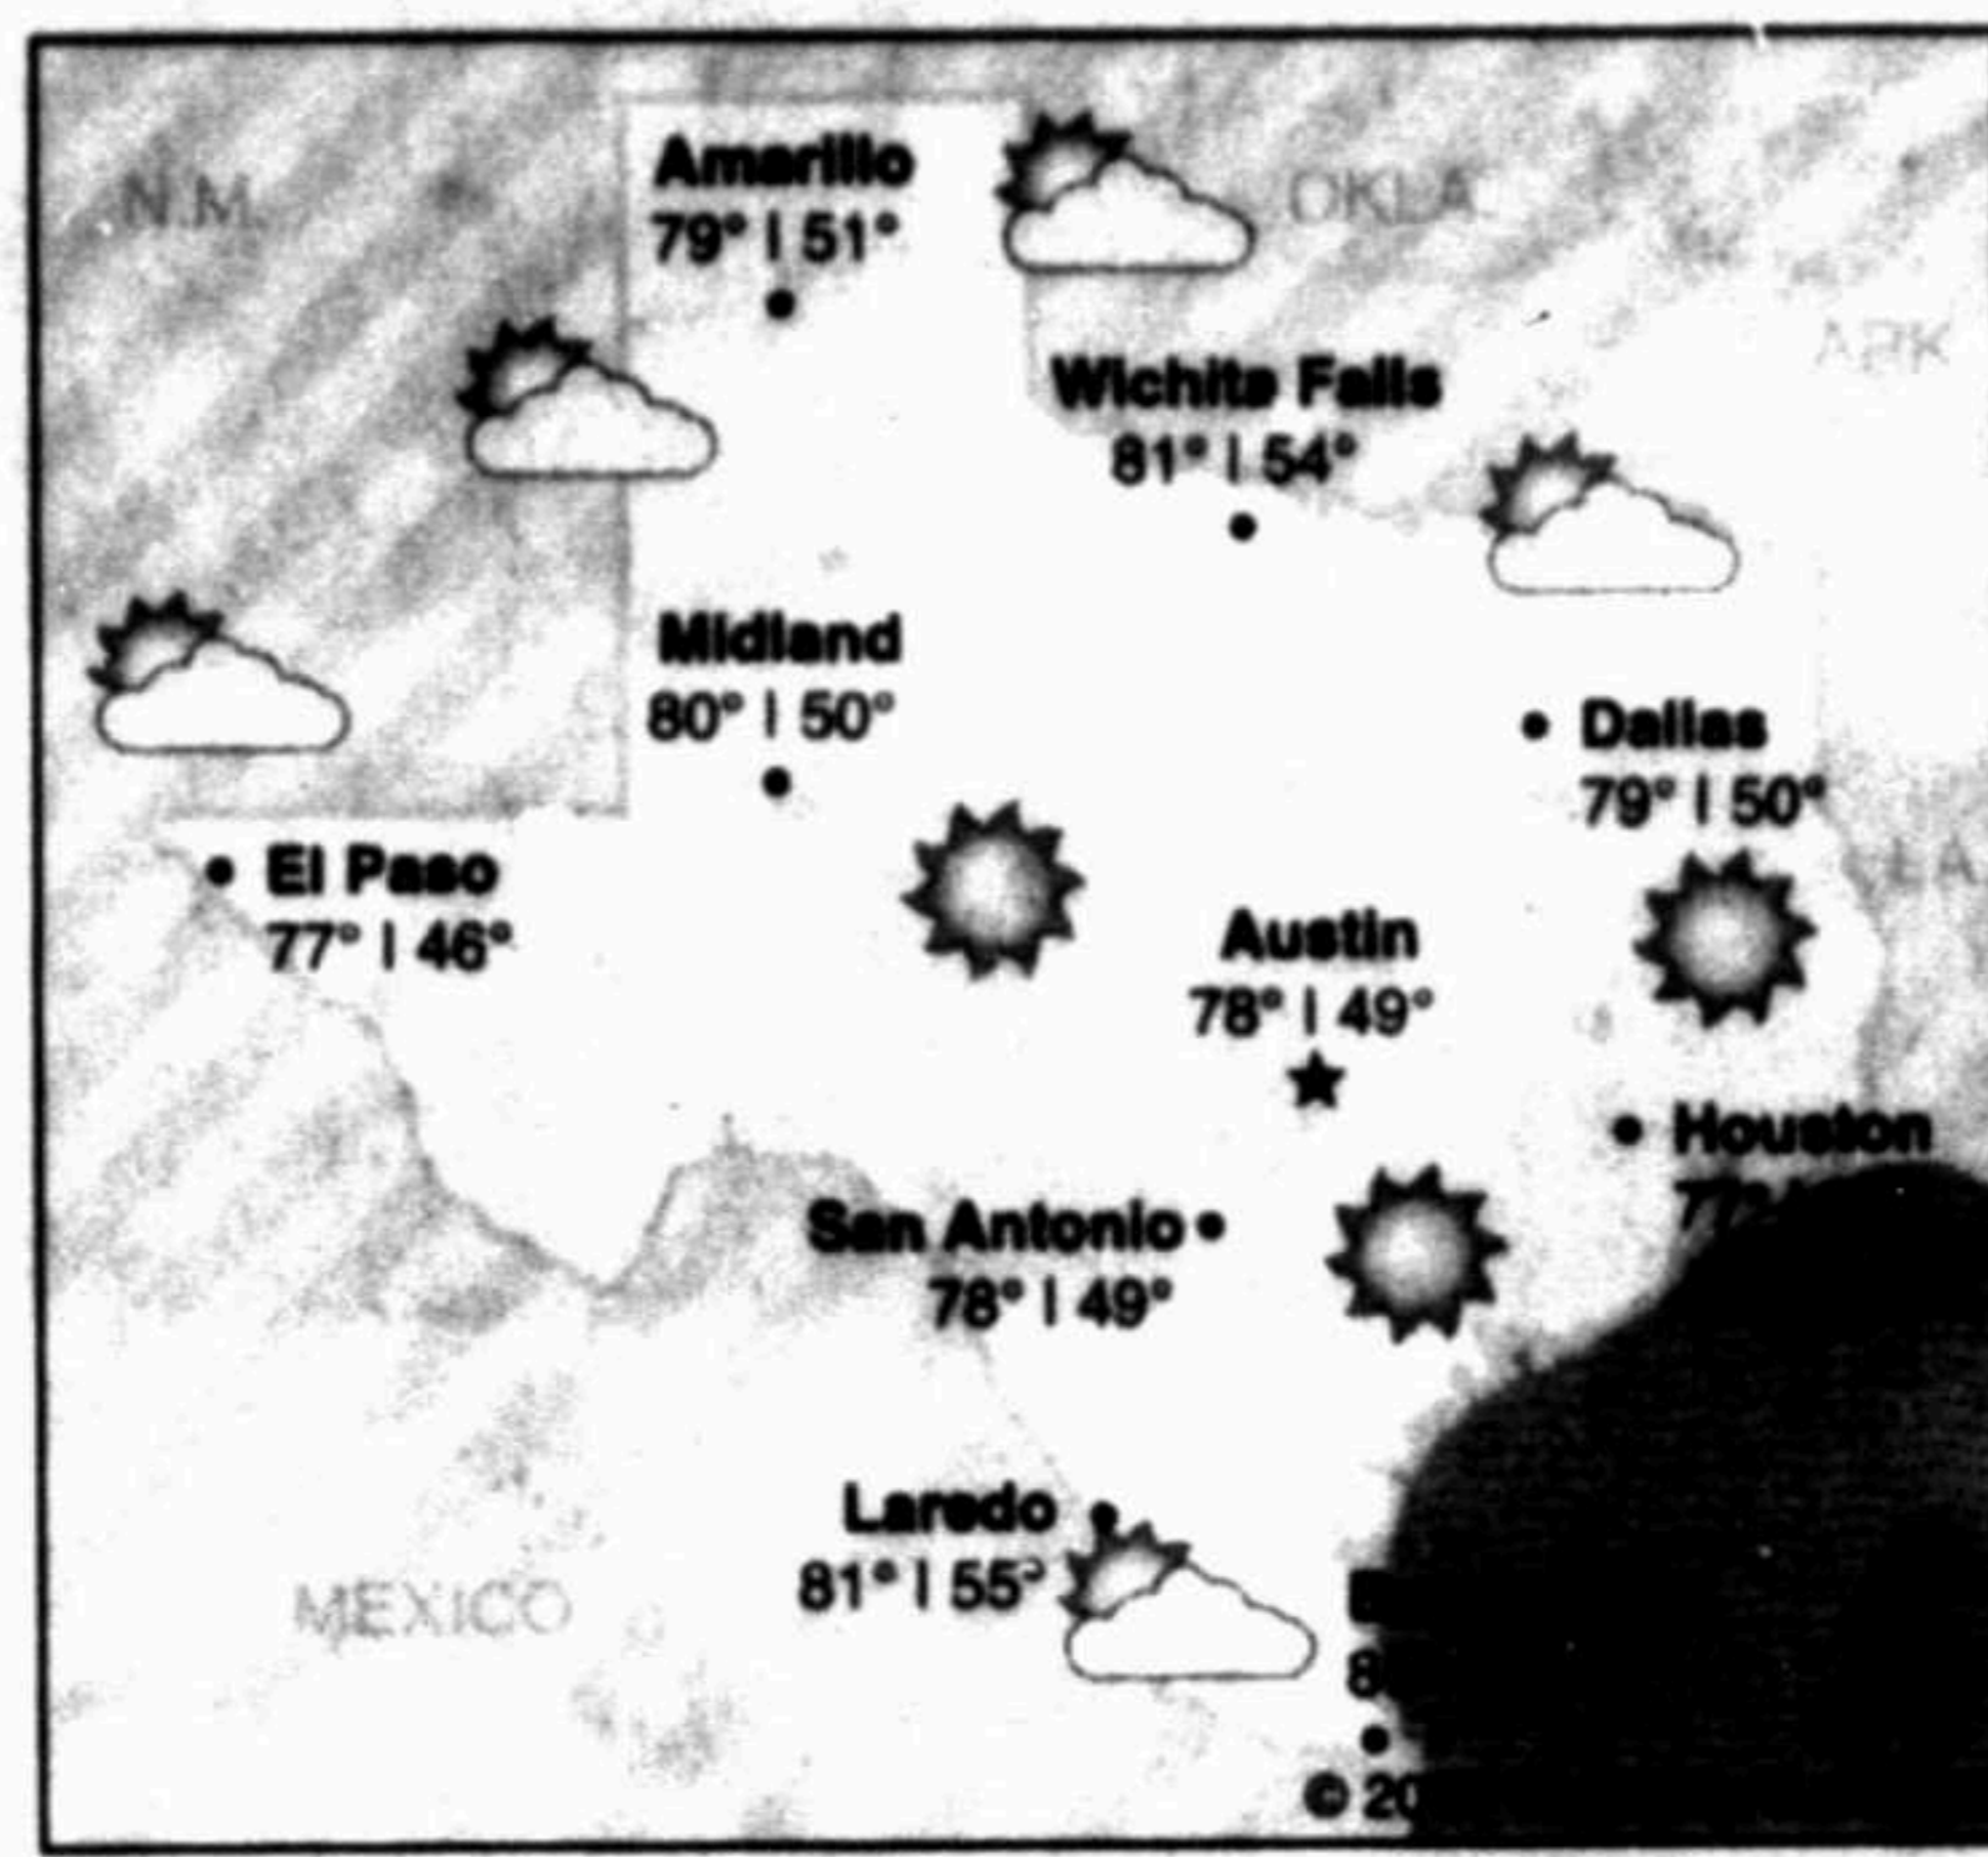 N.M.
Amarillo
79° | 51°
OKLA.
ARK
Wichita Falls
81° | 54°
Midland
80° | 50°
Dallas
79° | 50°
El Paso
77° | 46°
Austin
78° | 49°
Houston
San Antonio
78° | 49°
Laredo
81° | 55°
MEXICO